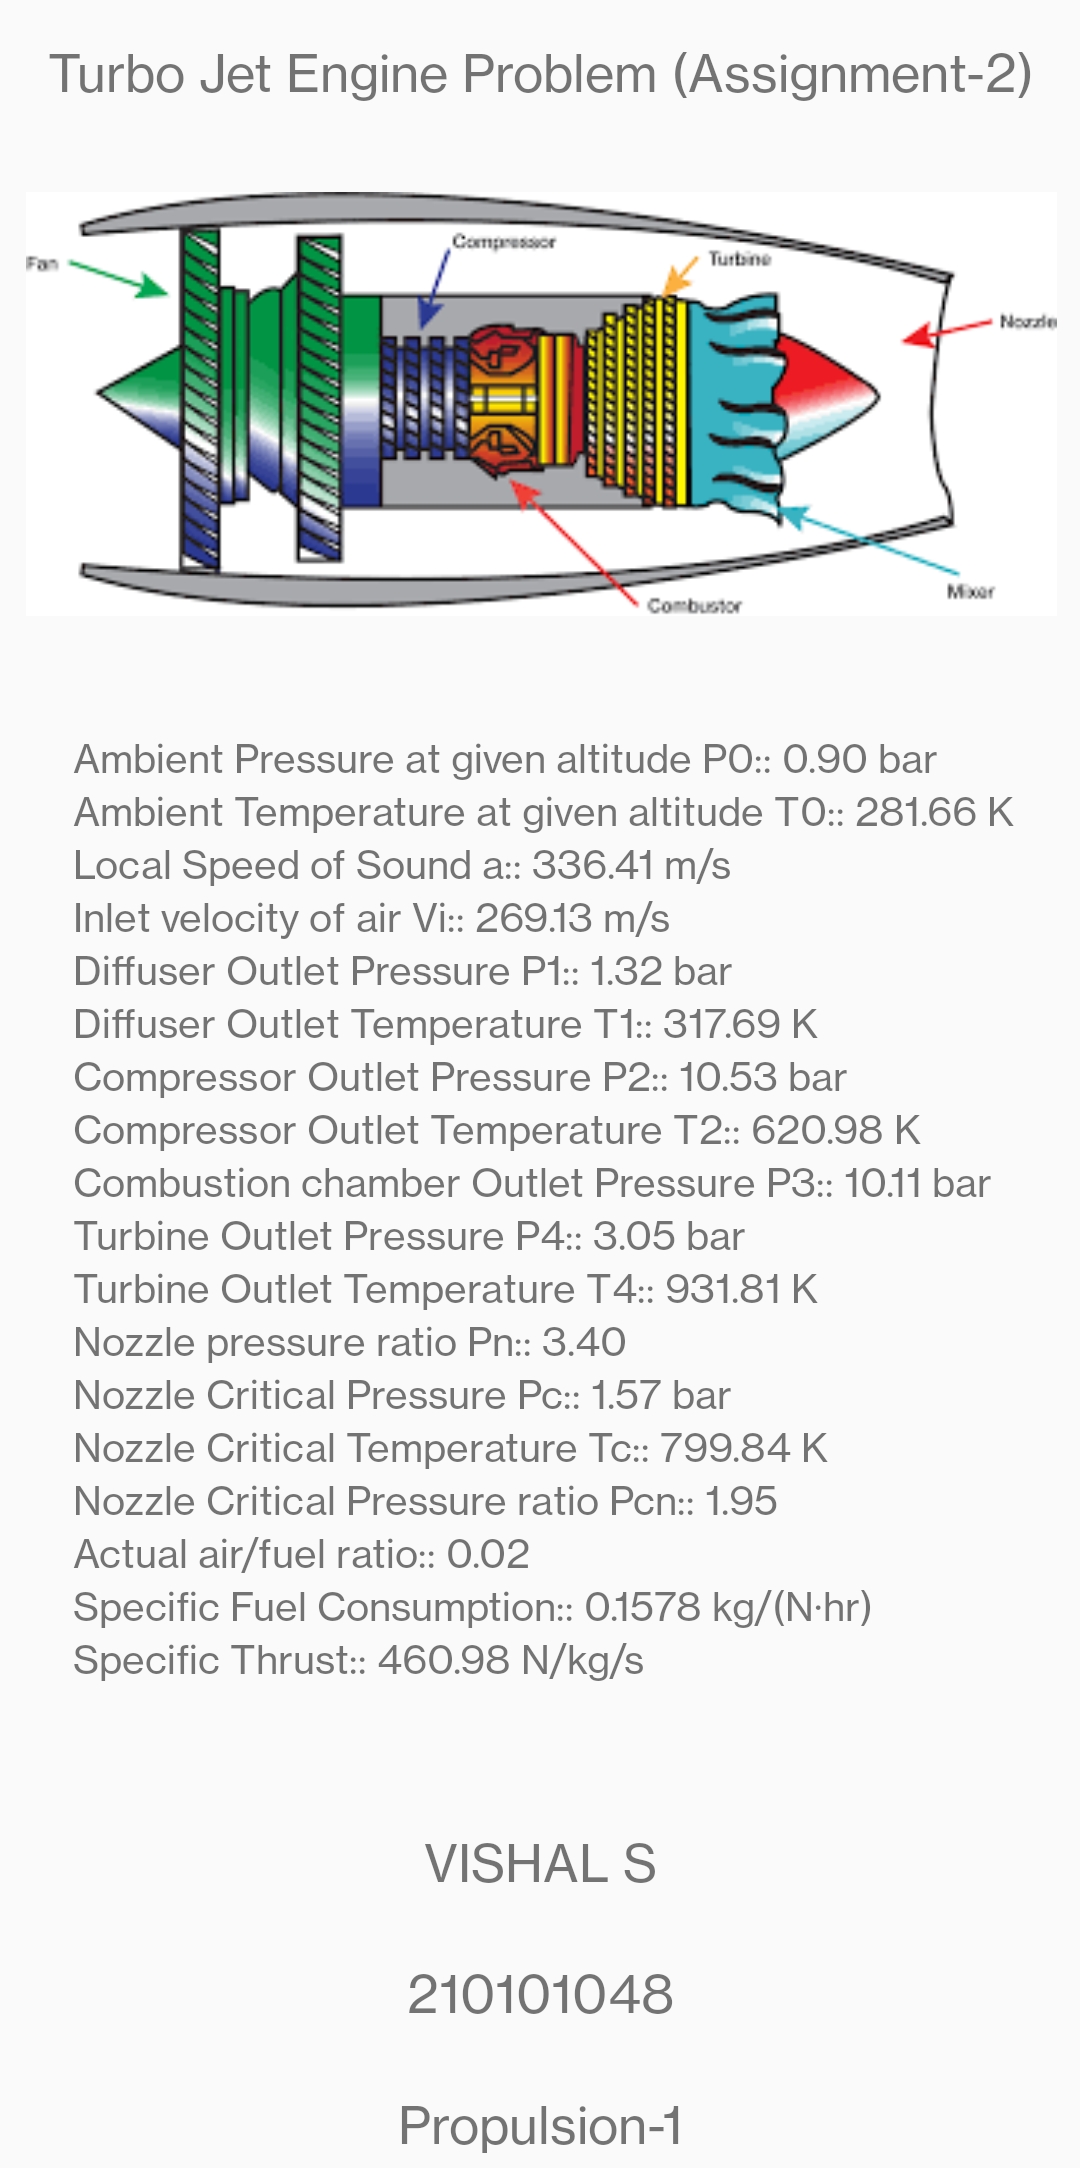 Turbo Jet Engine Problem (Assignment-2)
Fan
Compressor
Turbine
Nozzle
Mixer
Combustor
Ambient Pressure at given altitude P0:: 0.90 bar
Ambient Temperature at given altitude T0:: 281.66 K
Local Speed of Sound a:: 336.41 m/s
Inlet velocity of air Vi:: 269.13 m/s
Diffuser Outlet Pressure P1:: 1.32 bar
Diffuser Outlet Temperature T1:: 317.69 K
Compressor Outlet Pressure P2:: 10.53 bar
Compressor Outlet Temperature T2:: 620.98 K
Combustion chamber Outlet Pressure P3:: 10.11 bar
Turbine Outlet Pressure P4:: 3.05 bar
Turbine Outlet Temperature T4:: 931.81 K
Nozzle pressure ratio Pn:: 3.40
Nozzle Critical Pressure Pc:: 1.57 bar
Nozzle Critical Temperature Tc:: 799.84 K
Nozzle Critical Pressure ratio Pcn:: 1.95
Actual air/fuel ratio:: 0.02
Specific Fuel Consumption:: 0.1578 kg/(N·hr)
Specific Thrust:: 460.98 N/kg/s
VISHAL S
210101048
Propulsion-1